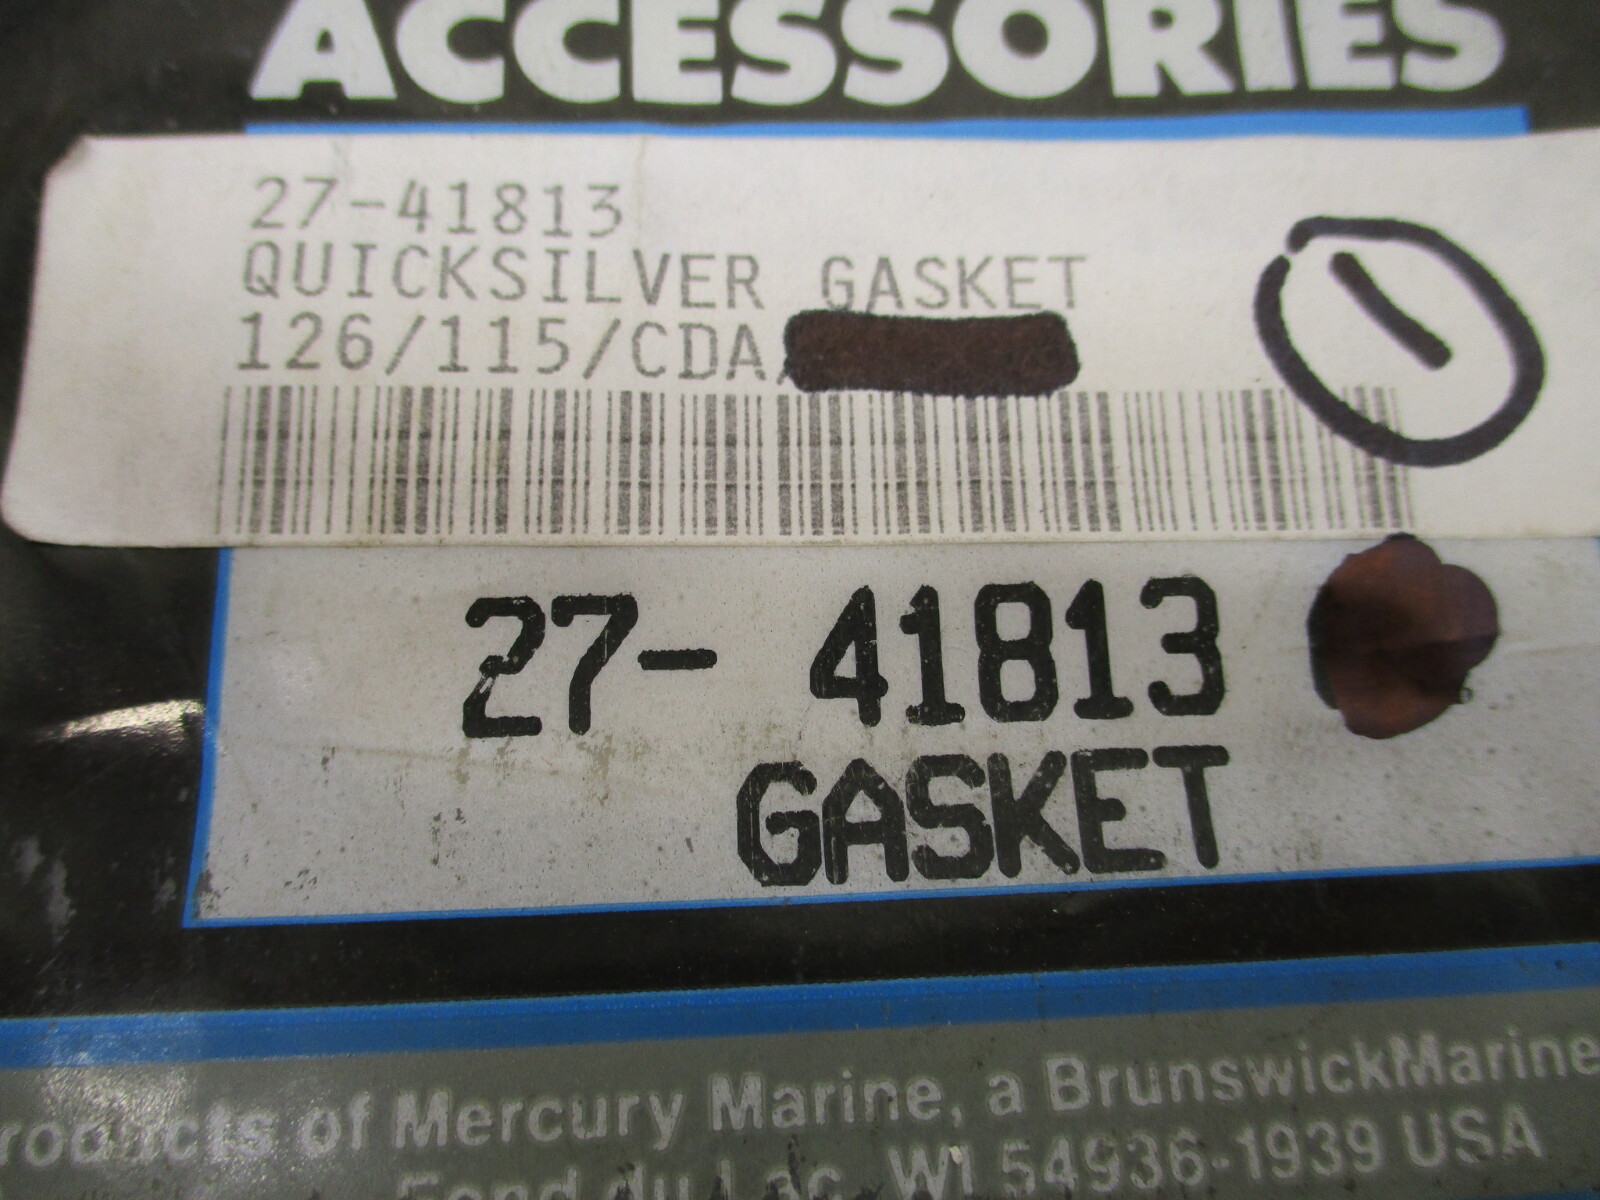 ACCESSORIES
27-41813
QUICKSILVER GASKET
126/115/CDA
1
27- 41813
GASKET
Products of Mercury Marine, a BrunswickMarine
Fond du Lac, WI 54936-1939 USA